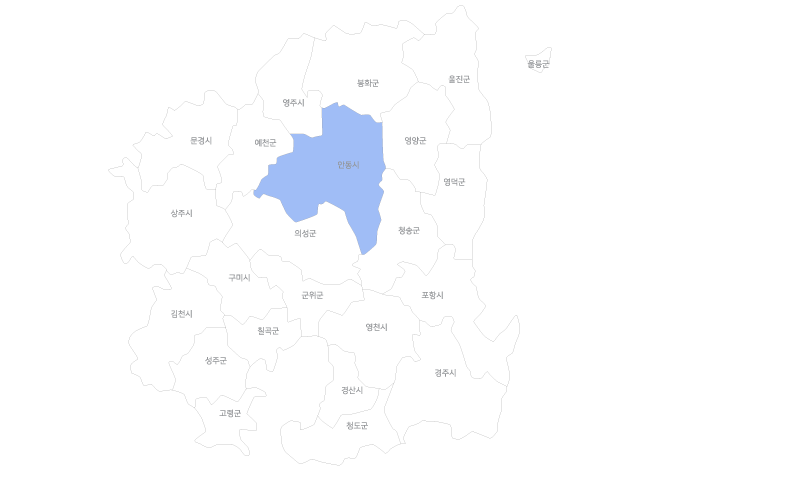 울릉군
울진군
봉화군
영주시
문경시
예천군
영양군
안동시
영덕군
상주시
청송군
의성군
구미시
군위군
포항시
김천시
영천시
칠곡군
성주군
경주시
경산시
고령군
청도군